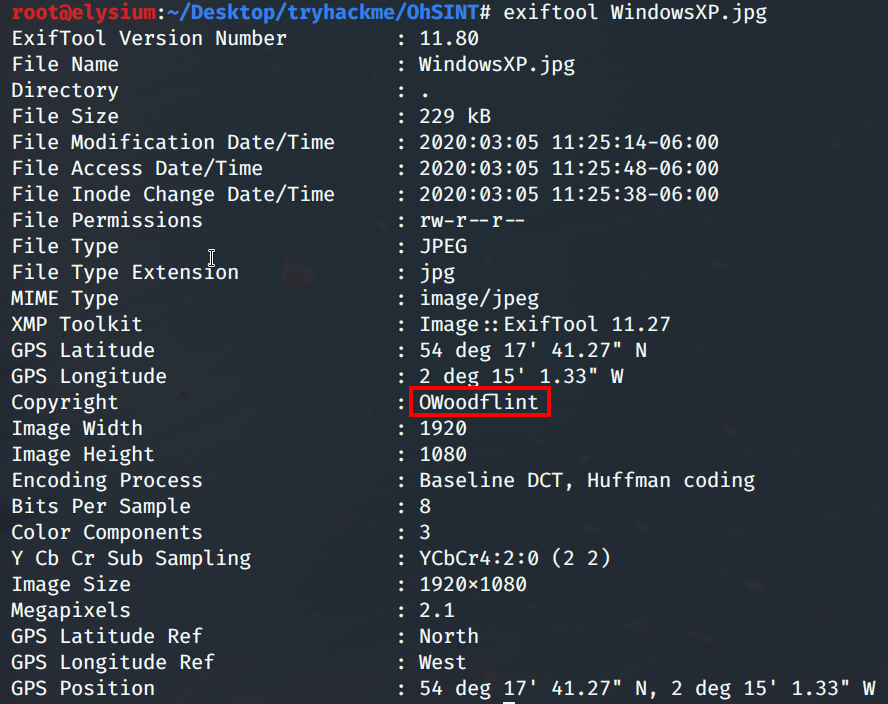 root@elysium:~/Desktop/tryhackme/OhSINT# exiftool WindowsXP.jpg
ExifTool Version Number : 11.80
File Name : WindowsXP.jpg
Directory : .
File Size : 229 kB
File Modification Date/Time : 2020:03:05 11:25:14-06:00
File Access Date/Time : 2020:03:05 11:25:48-06:00
File Inode Change Date/Time : 2020:03:05 11:25:38-06:00
File Permissions : rw-r--r--
File Type : JPEG
File Type Extension : jpg
MIME Type : image/jpeg
XMP Toolkit : Image::ExifTool 11.27
GPS Latitude : 54 deg 17' 41.27" N
GPS Longitude : 2 deg 15' 1.33" W
Copyright : OWoodflint
Image Width : 1920
Image Height : 1080
Encoding Process : Baseline DCT, Huffman coding
Bits Per Sample : 8
Color Components : 3
Y Cb Cr Sub Sampling : YCbCr4:2:0 (2 2)
Image Size : 1920×1080
Megapixels : 2.1
GPS Latitude Ref : North
GPS Longitude Ref : West
GPS Position : 54 deg 17' 41.27" N, 2 deg 15' 1.33" W